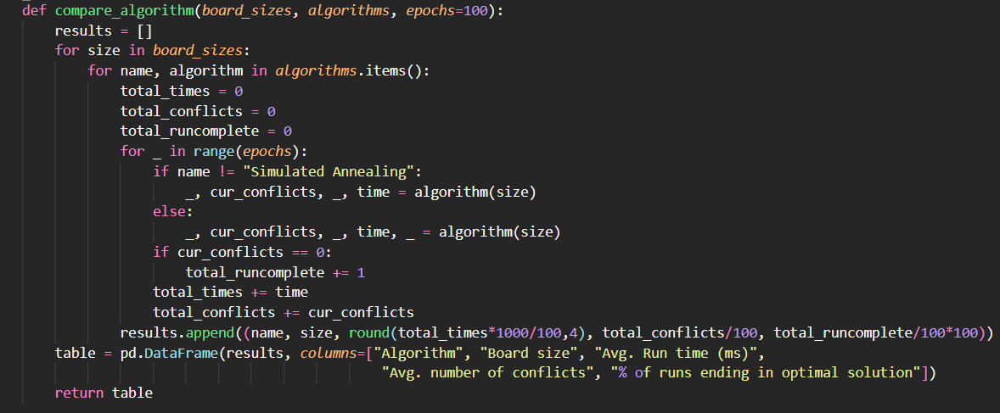 def compare_algorithm(board_sizes, algorithms, epochs=100):
    results = []
    for size in board_sizes:
        for name, algorithm in algorithms.items():
            total_times = 0
            total_conflicts = 0
            total_runcomplete = 0
            for _ in range(epochs):
                if name != "Simulated Annealing":
                    _, cur_conflicts, _, time = algorithm(size)
                else:
                    _, cur_conflicts, _, time, _ = algorithm(size)
                if cur_conflicts == 0:
                    total_runcomplete += 1
                total_times += time
                total_conflicts += cur_conflicts
            results.append((name, size, round(total_times*1000/100,4), total_conflicts/100, total_runcomplete/100*100))
    table = pd.DataFrame(results, columns=["Algorithm", "Board size", "Avg. Run time (ms)",
                                            "Avg. number of conflicts", "% of runs ending in optimal solution"])
    return table